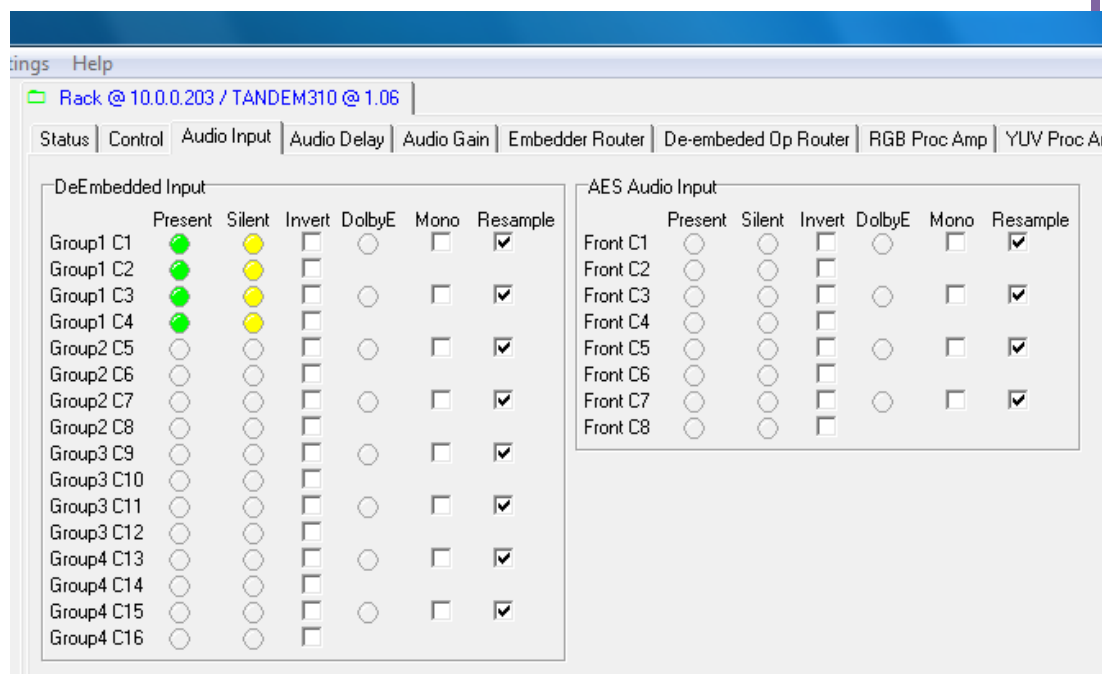 ings Help
Rack @ 10.0.0.203 / TANDEM310 @ 1.06
Status Control Audio Input Audio Delay Audio Gain Embedder Router De-embeded Op Router RGB Proc Amp YUV Proc A
DeEmbedded Input
Present Silent Invert DolbyE Mono Resample
Group1 C1
Group1 C2
Group1 C3
Group1 C4
Group2 C5
Group2 C6
Group2 C7
Group2 C8
Group3 C9
Group3 C10
Group3 C11
Group3 C12
Group4 C13
Group4 C14
Group4 C15
Group4 C16
AES Audio Input
Present Silent Invert DolbyE Mono Resample
Front C1
Front C2
Front C3
Front C4
Front C5
Front C6
Front C7
Front C8